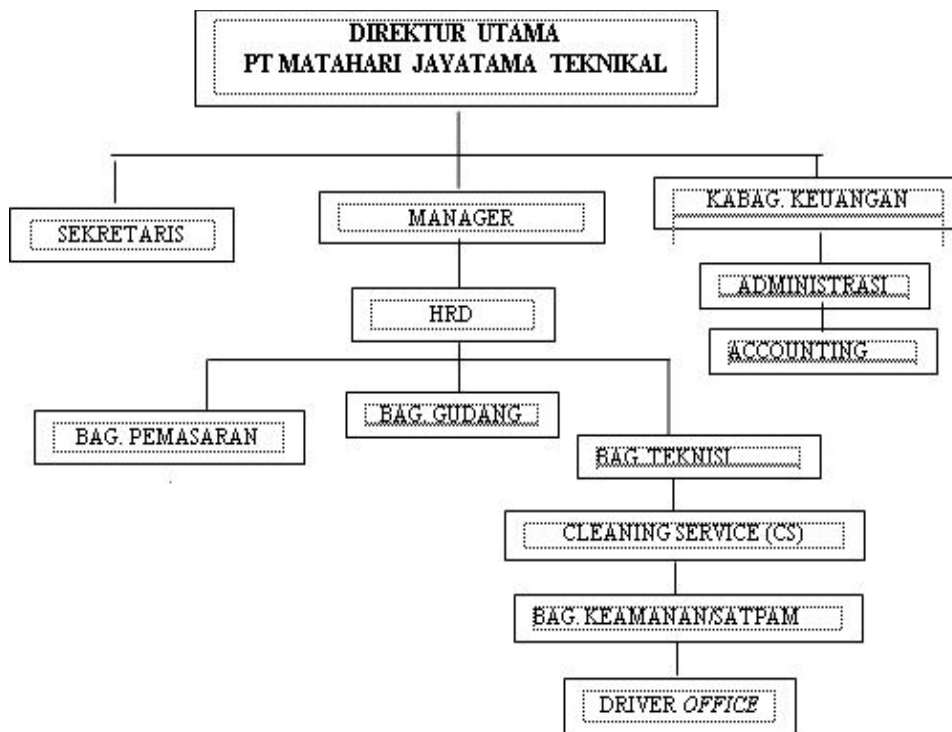 DIREKTUR UTAMA
PT MATAHARI JAYATAMA TEKNIKAL
SEKRETARIS
MANAGER
KABAG. KEUANGAN
HRD
ADMINISTRASI
ACCOUNTING
BAG. PEMASARAN
BAG. GUDANG
BAG. TEKNISI
CLEANING SERVICE (CS)
BAG. KEAMANAN/SATPAM
DRIVER OFFICE